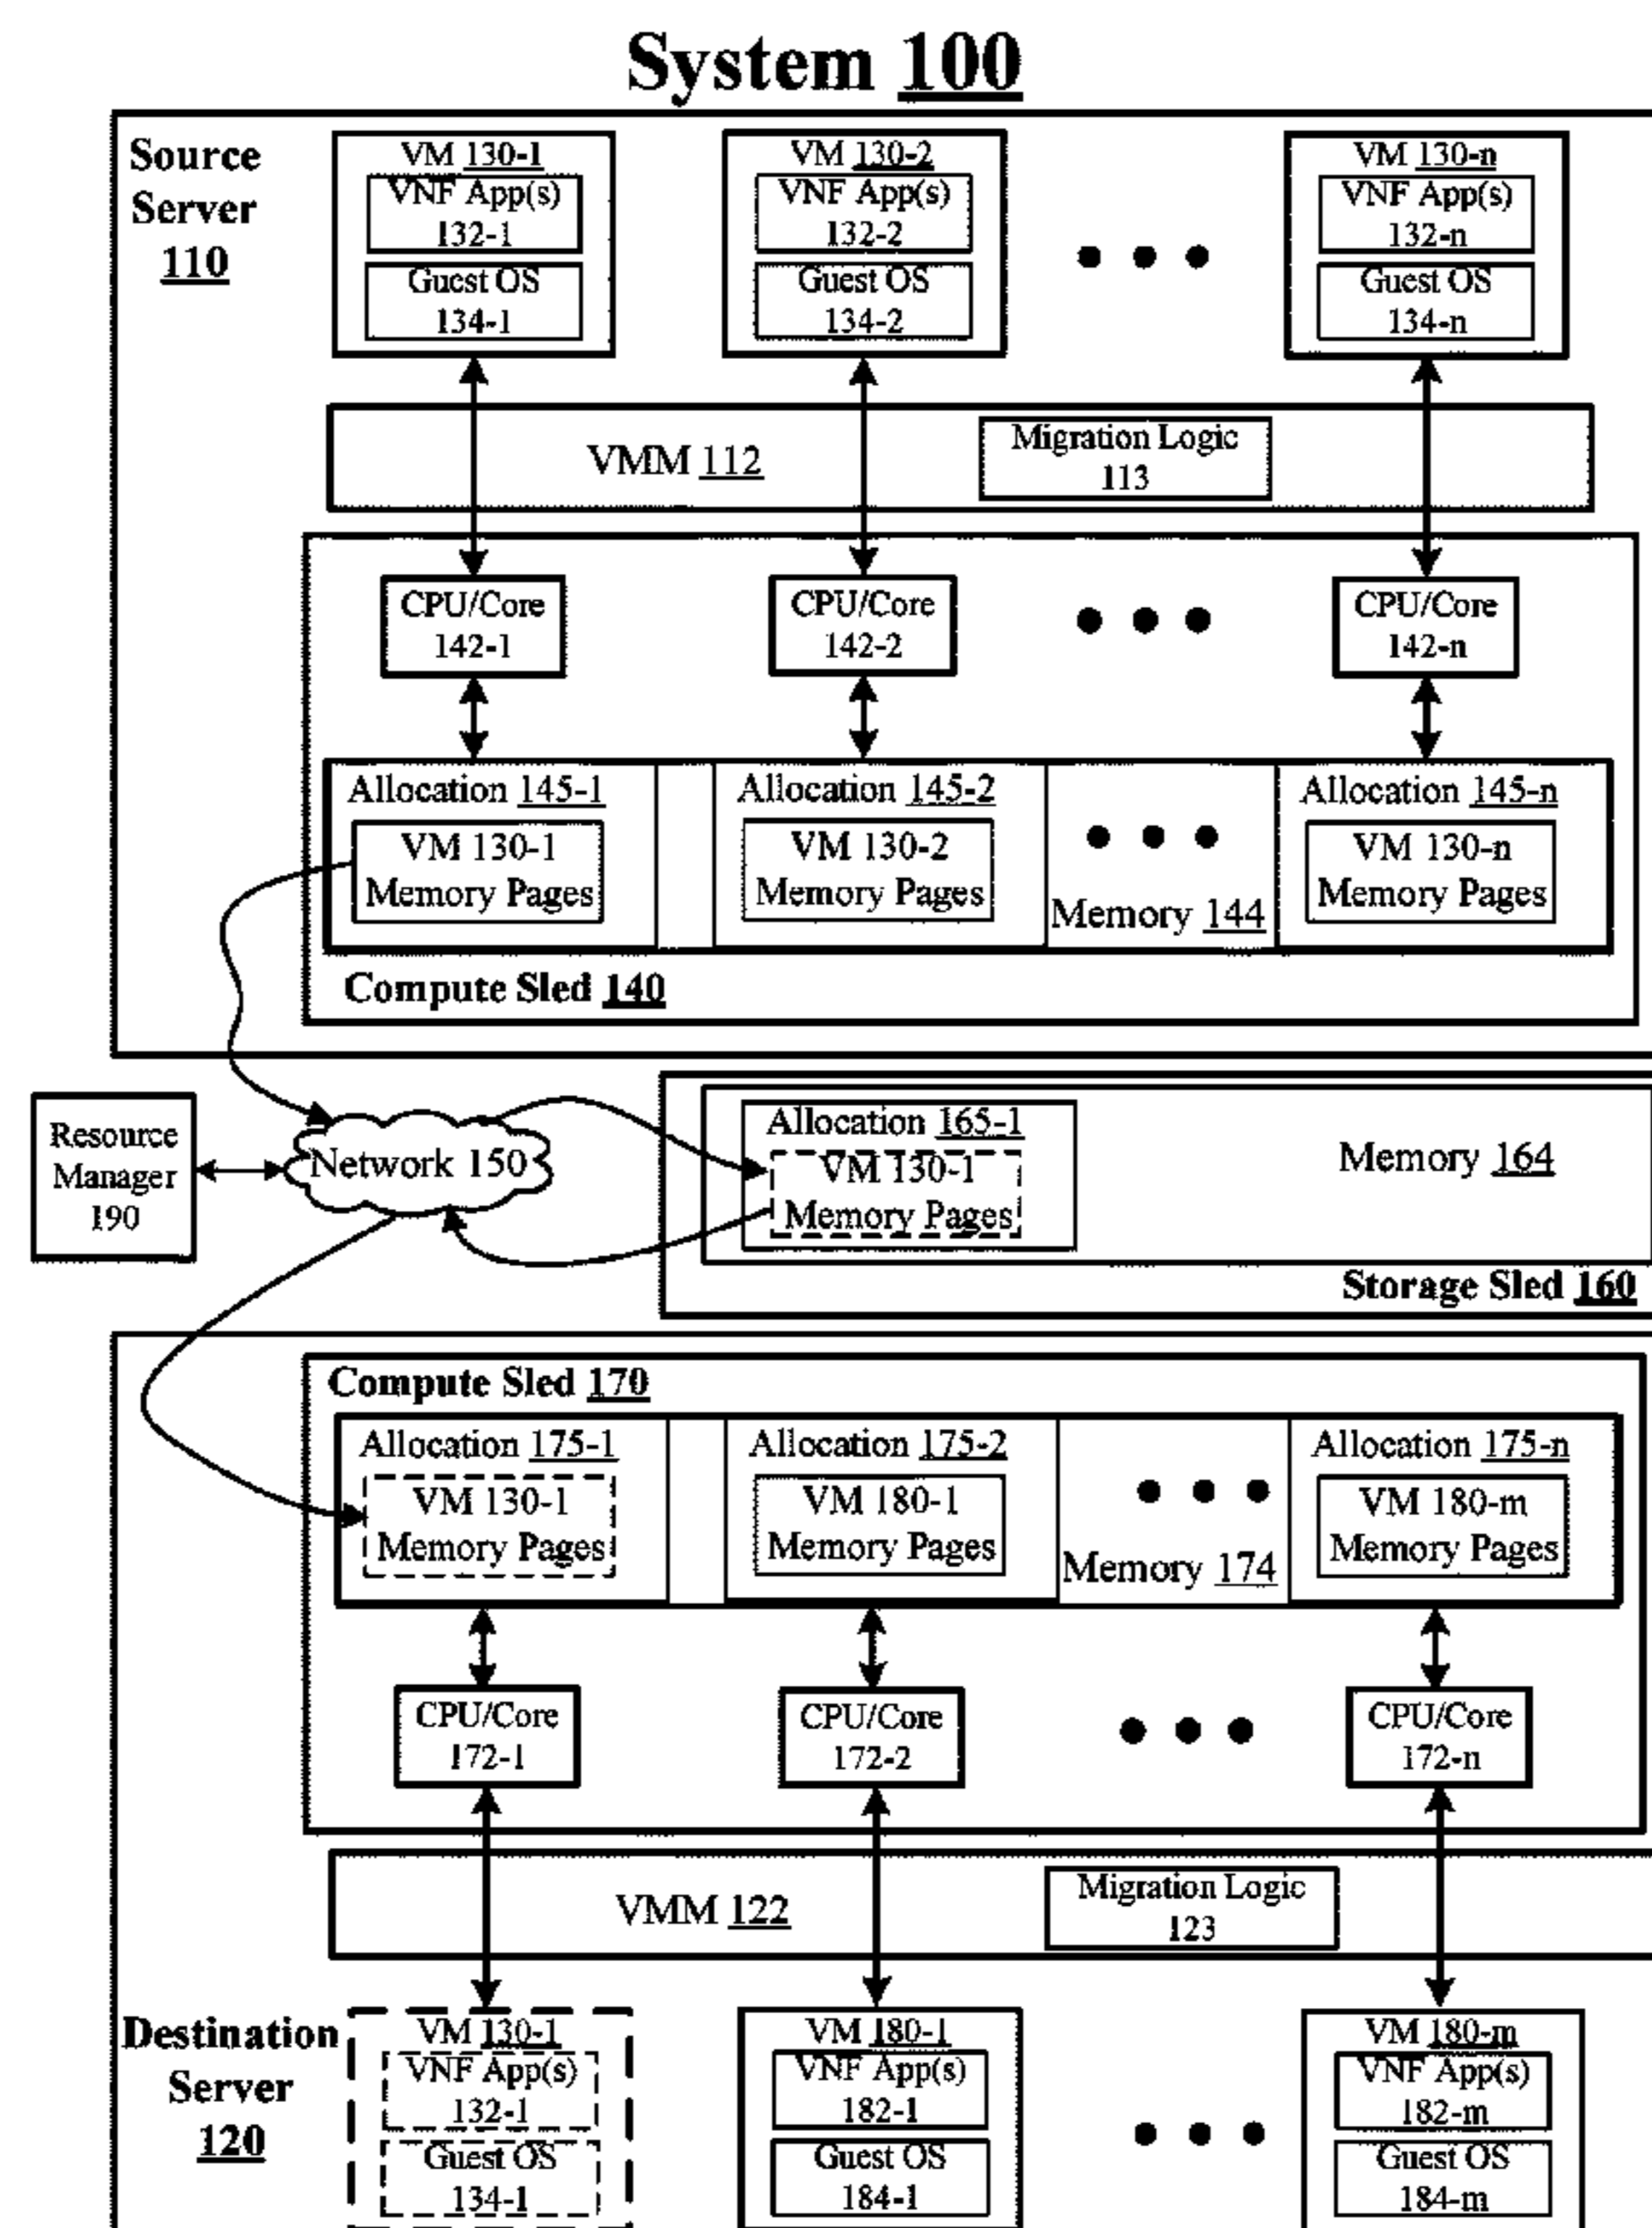 System 100
Source
Server
110
VM 130-1
VNF App(s)
132-1
Guest OS
134-1
VM 130-2
VNF App(s)
132-2
Guest OS
134-2
VM 130-n
VNF App(s)
132-n
Guest OS
134-n
VMM 112
Migration Logic
113
CPU/Core
142-1
CPU/Core
142-2
CPU/Core
142-n
Allocation 145-1
VM 130-1
Memory Pages
Allocation 145-2
VM 130-2
Memory Pages
Memory 144
Allocation 145-n
VM 130-n
Memory Pages
Compute Sled 140
Resource
Manager
190
Network 150
Allocation 165-1
VM 130-1
Memory Pages
Memory 164
Storage Sled 160
Compute Sled 170
Allocation 175-1
VM 130-1
Memory Pages
Allocation 175-2
VM 180-1
Memory Pages
Memory 174
Allocation 175-n
VM 180-m
Memory Pages
CPU/Core
172-1
CPU/Core
172-2
CPU/Core
172-n
VMM 122
Migration Logic
123
Destination
Server
120
VM 130-1
VNF App(s)
132-1
Guest OS
134-1
VM 180-1
VNF App(s)
182-1
Guest OS
184-1
VM 180-m
VNF App(s)
182-m
Guest OS
184-m